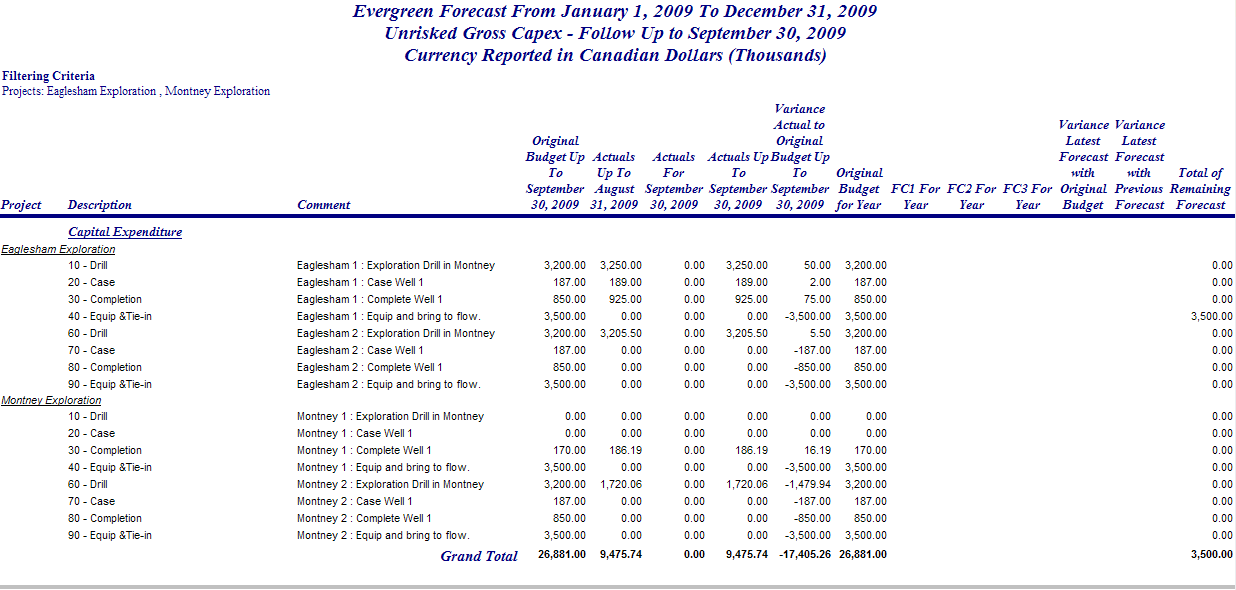 Evergreen Forecast From January 1, 2009 To December 31, 2009
Unrisked Gross Capex - Follow Up to September 30, 2009
Currency Reported in Canadian Dollars (Thousands)
Filtering Criteria
Projects: Eaglesham Exploration , Montney Exploration
Variance
Actual to Variance Variance
Original Original Latest Latest
Budget Up Actuals Actuals Actuals Up Budget Up Forecast Forecast
To Up To For To To Original with with Total of
September August September September September Budget FC1 For FC2 For FC3 For Original Previous Remaining
Project Description Comment 30, 2009 31, 2009 30, 2009 30, 2009 30, 2009 for Year Year Year Year Budget Forecast Forecast
Capital Expenditure
Eaglesham Exploration
10 - Drill Eaglesham 1 : Exploration Drill in Montney 3,200.00 3,250.00 0.00 3,250.00 50.00 3,200.00 0.00
20 - Case Eaglesham 1 : Case Well 1 187.00 189.00 0.00 189.00 2.00 187.00 0.00
30 - Completion Eaglesham 1 : Complete Well 1 850.00 925.00 0.00 925.00 75.00 850.00 0.00
40 - Equip &Tie-in Eaglesham 1 : Equip and bring to flow. 3,500.00 0.00 0.00 0.00 -3,500.00 3,500.00 3,500.00
60 - Drill Eaglesham 2 : Exploration Drill in Montney 3,200.00 3,205.50 0.00 3,205.50 5.50 3,200.00 0.00
70 - Case Eaglesham 2 : Case Well 1 187.00 0.00 0.00 0.00 -187.00 187.00 0.00
80 - Completion Eaglesham 2 : Complete Well 1 850.00 0.00 0.00 0.00 -850.00 850.00 0.00
90 - Equip &Tie-in Eaglesham 2 : Equip and bring to flow. 3,500.00 0.00 0.00 0.00 -3,500.00 3,500.00 0.00
Montney Exploration
10 - Drill Montney 1 : Exploration Drill in Montney 0.00 0.00 0.00 0.00 0.00 0.00 0.00
20 - Case Montney 1 : Case Well 1 0.00 0.00 0.00 0.00 0.00 0.00 0.00
30 - Completion Montney 1 : Complete Well 1 170.00 186.19 0.00 186.19 16.19 170.00 0.00
40 - Equip &Tie-in Montney 1 : Equip and bring to flow. 3,500.00 0.00 0.00 0.00 -3,500.00 3,500.00 0.00
60 - Drill Montney 2 : Exploration Drill in Montney 3,200.00 1,720.06 0.00 1,720.06 -1,479.94 3,200.00 0.00
70 - Case Montney 2 : Case Well 1 187.00 0.00 0.00 0.00 -187.00 187.00 0.00
80 - Completion Montney 2 : Complete Well 1 850.00 0.00 0.00 0.00 -850.00 850.00 0.00
90 - Equip &Tie-in Montney 2 : Equip and bring to flow. 3,500.00 0.00 0.00 0.00 -3,500.00 3,500.00 0.00
Grand Total 26,881.00 9,475.74 0.00 9,475.74 -17,405.26 26,881.00 3,500.00